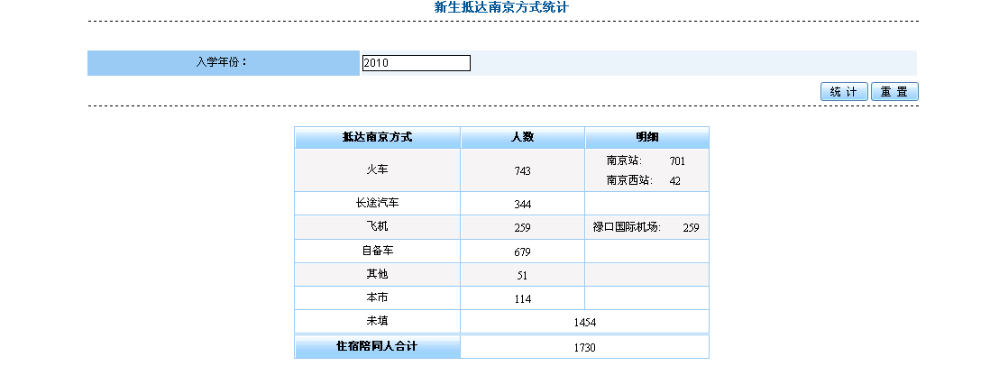 新生抵达南京方式统计
入学年份： 2010
统 计 重 置
抵达南京方式 人数 明细
火车 743 南京站: 701
南京西站: 42
长途汽车 344
飞机 259 禄口国际机场: 259
自备车 679
其他 51
本市 114
未填 1454
住宿陪同人合计 1730